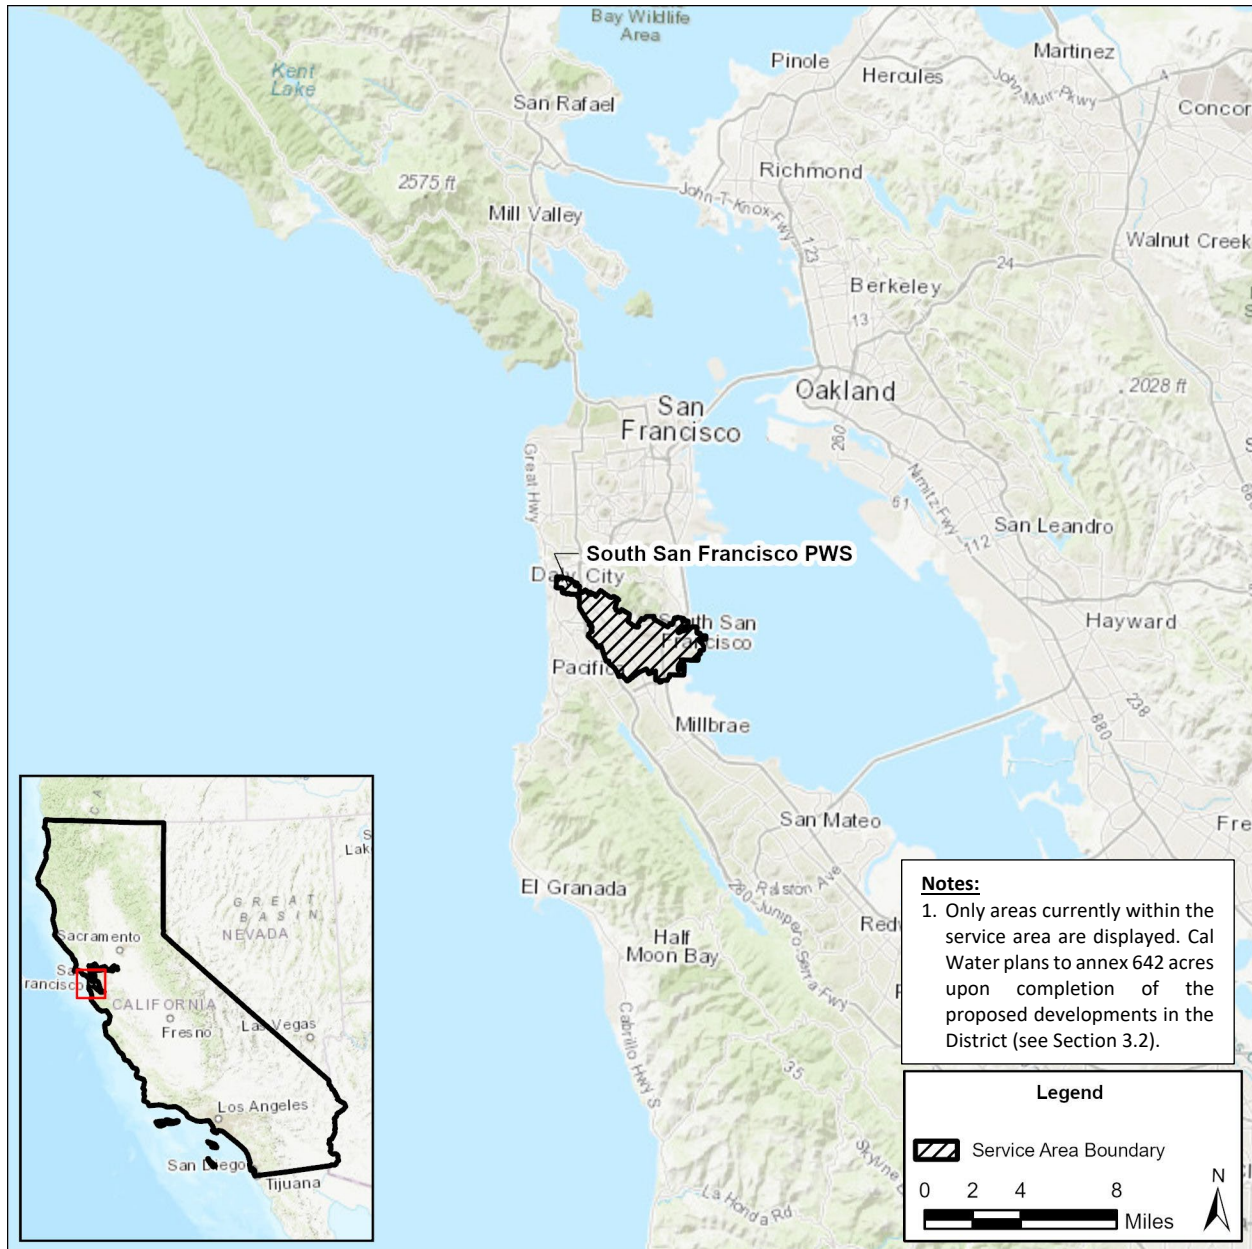 Bay Wildlife
Area
Martinez
Pinole
Hercules
John-Muir-Pkwy
4
Kent
Lake
San Rafael
Concor
Richmond
2575 ft
John-T-Knox-Fwy
Mill Valley
123
Walnut Creek
24
Berkeley
13
2028 ft
Oakland
San
Francisco
260
Great Hwy
Nimitz-Fwy
61
San Leandro
112
South San Francisco PWS
Daly City
Hayward
South San
Francisco
Pacifica
238
Millbrae
880
San Mateo
Fre
El Granada
Ralston Ave
280-Junipero-Serra Fwy
Redw
Half
Moon Bay
Cabrillo Hwy S
35
Skyline
La Honda Rd
Notes:
1. Only areas currently within the
service area are displayed. Cal
Water plans to annex 642 acres
upon completion of the
proposed developments in the
District (see Section 3.2).
Legend
Service Area Boundary
0 2 4 8
Miles
N
Lak
GREAT
BASIN
NEVADA
Sacramento
San
rancisco
CALIFORNIA
Fresno
Las Vegas
Los Angeles
San Diego
Tijuana